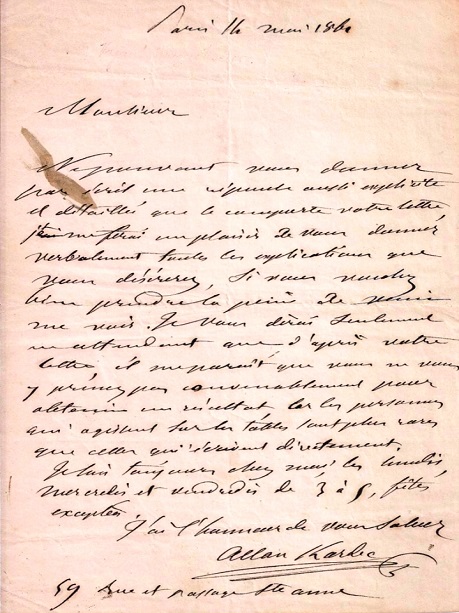 Paris 14 mai 1860
Monsieur
Ne pouvant vous donner
par écrit une réponse aussi explicite
et détaillée que le comporte votre lettre
je me ferai un plaisir de vous donner
verbalement toutes les explications que
vous désirez, si vous voulez
bien prendre la peine de venir
me voir. Je vous dirai seulement
en attendant que d'après votre
lettre, il me paraît que vous ne vous
y prenez pas convenablement pour
obtenir un résultat car les personnes
qui agissent sur les tables sont plus rares
que celles qui écrivent directement.
Je suis toujours chez moi les lundis,
mercredis et vendredis de 3 à 5, fêtes
exceptées
J'ai l'honneur de vous saluer
Allan Kardec
59 Rue et passage Ste anne